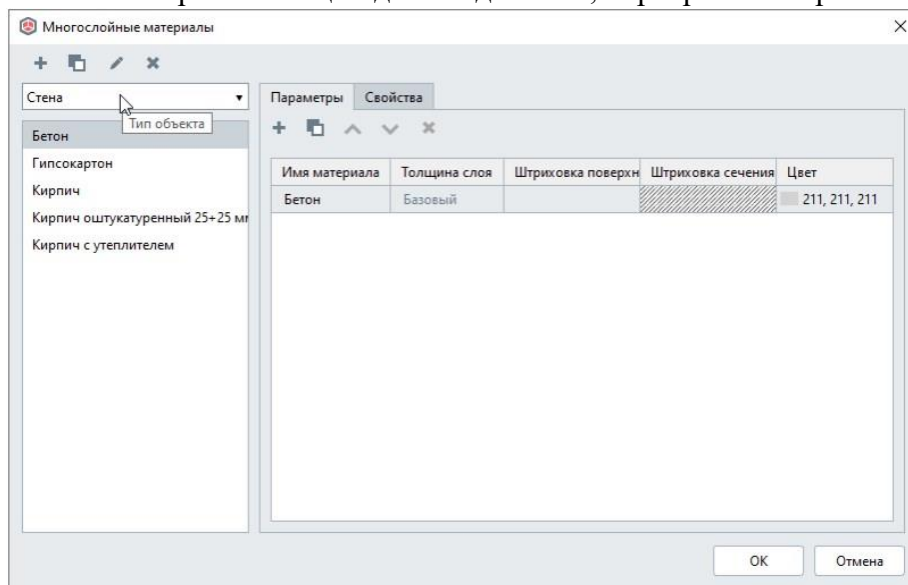 Многослойные материалы
Стена
Тип объекта
Бетон
Гипсокартон
Кирпич
Кирпич оштукатуренный 25+25 мм
Кирпич с утеплителем
Параметры Свойства
Имя материала Толщина слоя Штриховка поверхн Штриховка сечения Цвет
Бетон Базовый 211, 211, 211
OK Отмена